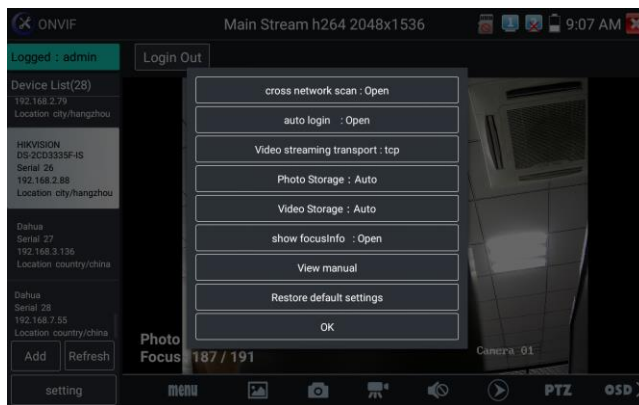 ONVIF
Main Stream h264 2048x1536
9:07 AM
Logged : admin
Login Out
Device List(28)
192.168.2.79
Location city/hangzhou
HIKVISION
DS-2CD3335F-IS
Serial 26
192.168.2.88
Location city/hangzhou
Dahua
Serial 27
192.168.3.136
Location country/china
Dahua
Serial 28
192.168.7.55
Location country/china
Add
Refresh
setting
cross network scan : Open
auto login : Open
Video streaming transport : tcp
Photo Storage : Auto
Video Storage : Auto
show focusInfo : Open
View manual
Restore default settings
OK
Photo
Focus 187 / 191
Camera 01
menu
PTZ
OSD